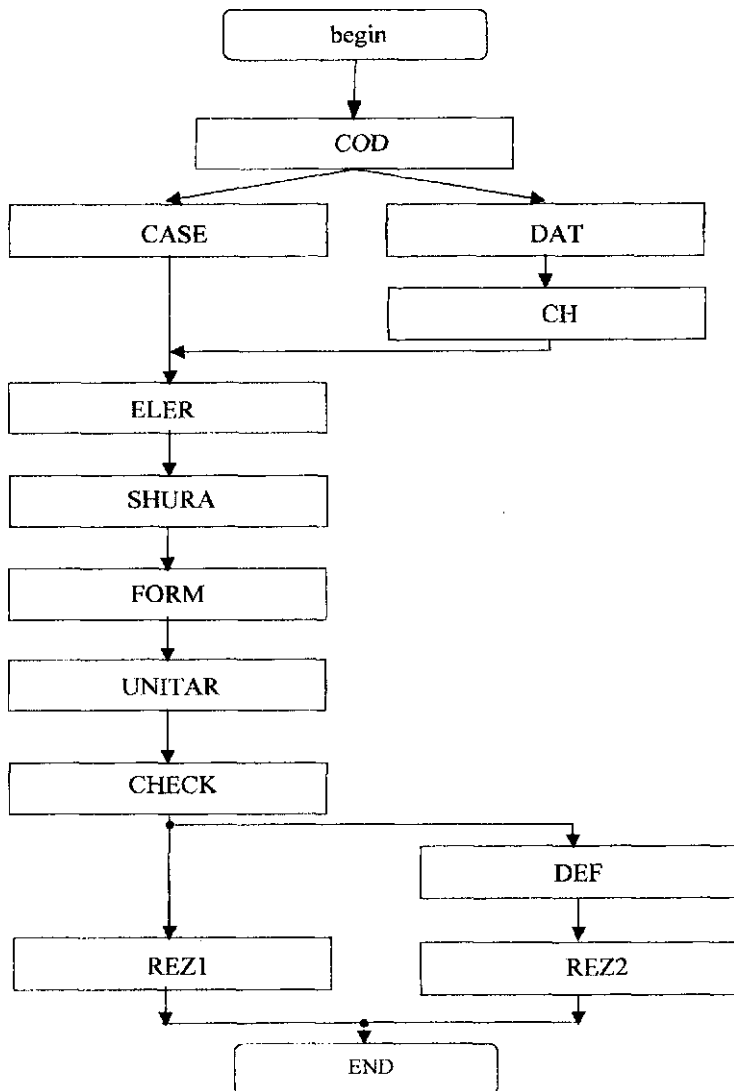 begin
COD
CASE
DAT
CH
ELER
SHURA
FORM
UNITAR
CHECK
DEF
REZ1
REZ2
END